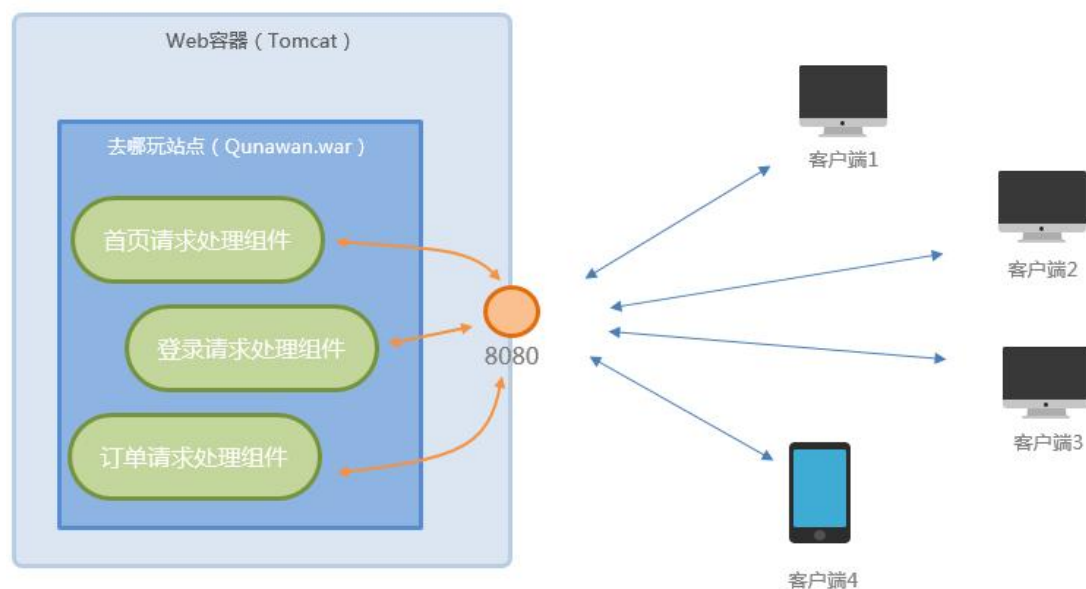 Web容器（Tomcat）
去哪玩站点（Qunawan.war）
首页请求处理组件
登录请求处理组件
订单请求处理组件
8080
客户端1
客户端2
客户端3
客户端4